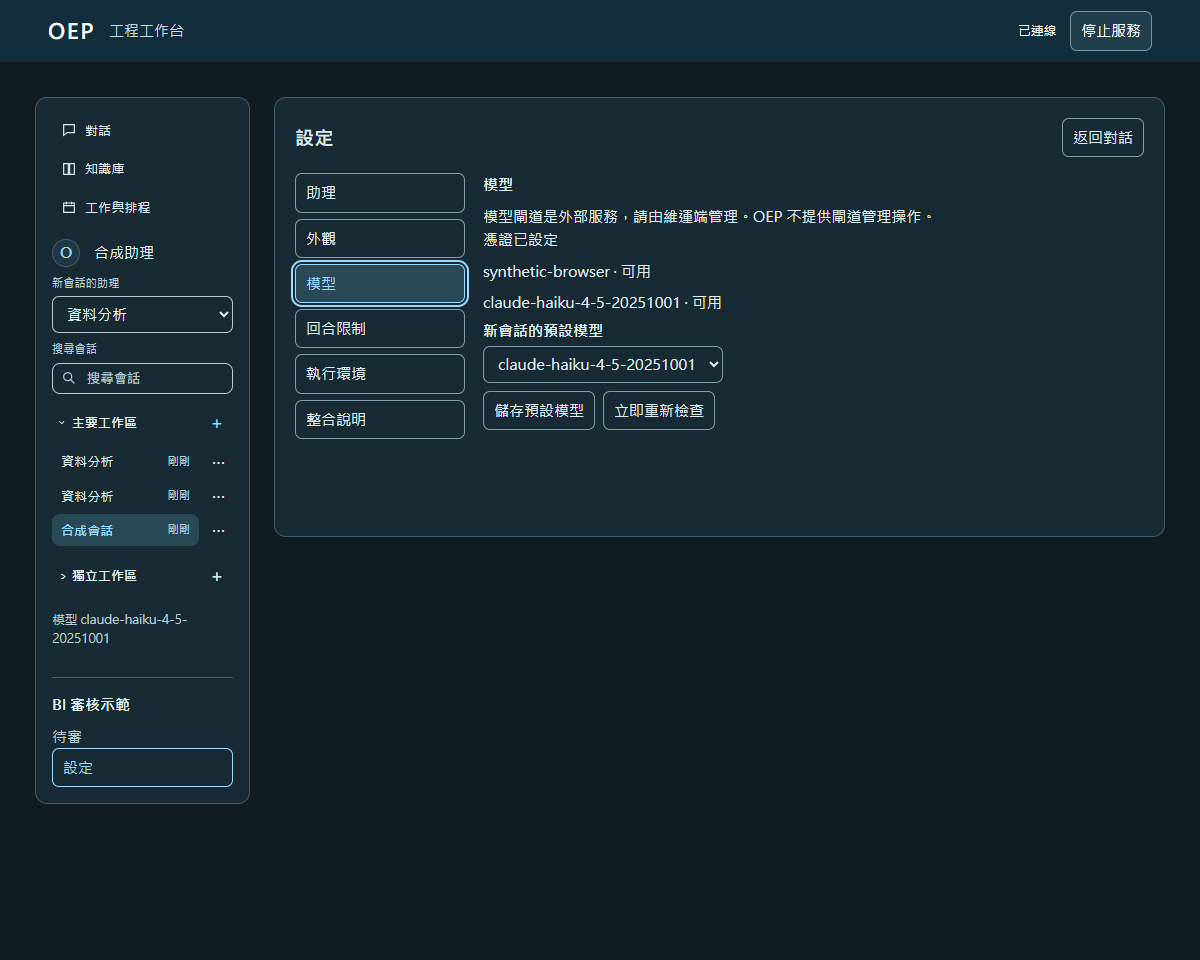 OEP 工程工作台
已連線
停止服務
對話
知識庫
工作與排程
O 合成助理
新會話的助理
資料分析
搜尋會話
搜尋會話
主要工作區 +
資料分析 剛剛 ...
資料分析 剛剛 ...
合成會話 剛剛 ...
獨立工作區 +
模型 claude-haiku-4-5-
20251001
BI 審核示範
待審
設定
設定
返回對話
助理
外觀
模型
回合限制
執行環境
整合說明
模型
模型閘道是外部服務，請由維運端管理。OEP 不提供閘道管理操作。
憑證已設定
synthetic-browser · 可用
claude-haiku-4-5-20251001 · 可用
新會話的預設模型
claude-haiku-4-5-20251001
儲存預設模型
立即重新檢查